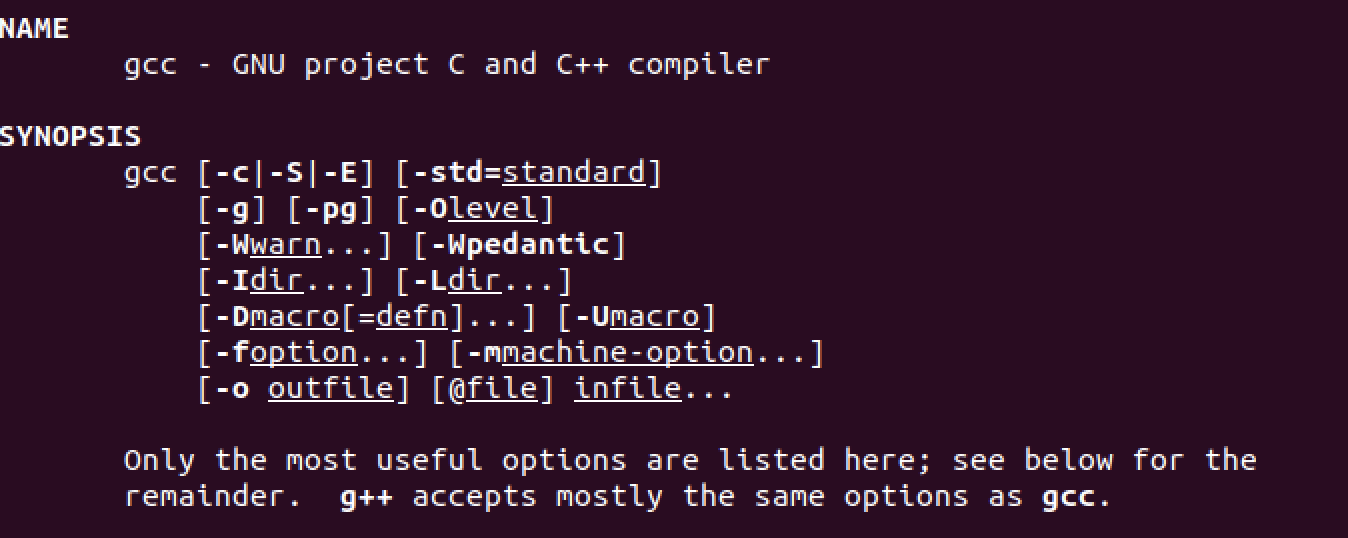 NAME
gcc - GNU project C and C++ compiler
SYNOPSIS
gcc [-c|-S|-E] [-std=standard]
[-g] [-pg] [-Olevel]
[-Wwarn...] [-Wpedantic]
[-Idir...] [-Ldir...]
[-Dmacro[=defn]...] [-Umacro]
[-foption...] [-mmachine-option...]
[-o outfile] [@file] infile...
Only the most useful options are listed here; see below for the
remainder.  g++ accepts mostly the same options as gcc.